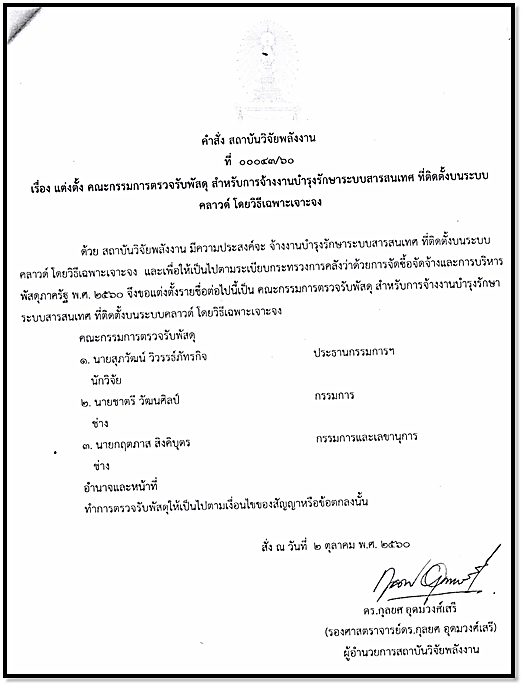 คำสั่ง สถาบันวิจัยพลังงาน
ที่ ๐๐๐๔๓/๖๐
เรื่อง แต่งตั้ง คณะกรรมการตรวจรับพัสดุ สำหรับการจ้างงานบำรุงรักษาระบบสารสนเทศ ที่ติดตั้งบนระบบ
คลาวด์ โดยวิธีเฉพาะเจาะจง
ด้วย สถาบันวิจัยพลังงาน มีความประสงค์จะ จ้างงานบำรุงรักษาระบบสารสนเทศ ที่ติดตั้งบนระบบ
คลาวด์ โดยวิธีเฉพาะเจาะจง และเพื่อให้เป็นไปตามระเบียบกระทรวงการคลังว่าด้วยการจัดซื้อจัดจ้างและการบริหาร
พัสดุภาครัฐ พ.ศ. ๒๕๖๐ จึงขอแต่งตั้งรายชื่อต่อไปนี้เป็น คณะกรรมการตรวจรับพัสดุ สำหรับการจ้างงานบำรุงรักษา
ระบบสารสนเทศ ที่ติดตั้งบนระบบคลาวด์ โดยวิธีเฉพาะเจาะจง
คณะกรรมการตรวจรับพัสดุ
๑. นายสุภวัฒน์ วิวรรธ์ภัทรกิจ ประธานกรรมการฯ
นักวิจัย
๒. นายชาตรี วัฒนศิลป์ กรรมการ
ช่าง
๓. นายกฤตภาส สิงคิบุตร กรรมการและเลขานุการ
ช่าง
อำนาจและหน้าที่
ทำการตรวจรับพัสดุให้เป็นไปตามเงื่อนไขของสัญญาหรือข้อตกลงนั้น
สั่ง ณ วันที่ ๒ ตุลาคม พ.ศ. ๒๕๖๐
ดร.กุลยศ อุดมวงศ์เสรี
(รองศาสตราจารย์ดร.กุลยศ อุดมวงศ์เสรี)
ผู้อำนวยการสถาบันวิจัยพลังงาน